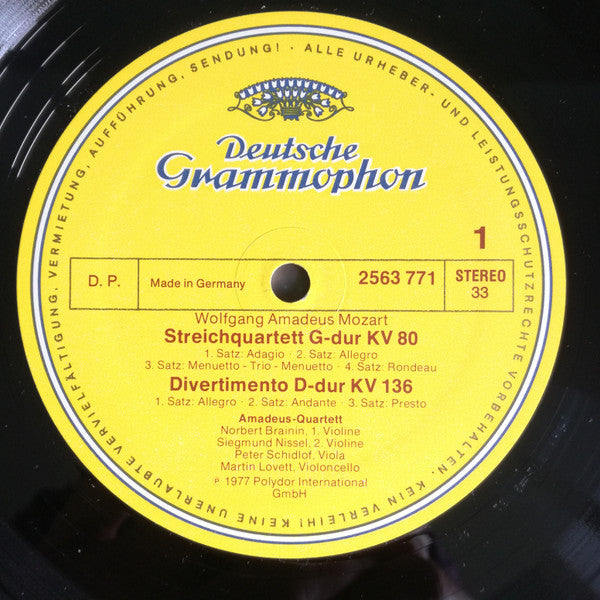 ALLE URHEBER- UND LEISTUNGSSCHUTZRECHTE VORBEHALTEN. KEIN VERLEIH! KEINE UNERLAUBTE VERVIELFÄLTIGUNG, VERMIETUNG, AUFFÜHRUNG, SENDUNG! ·
Deutsche
Grammophon
1
D. P. Made in Germany 2563 771 STEREO
33
Wolfgang Amadeus Mozart
Streichquartett G-dur KV 80
1. Satz: Adagio · 2. Satz: Allegro
3. Satz: Menuetto - Trio - Menuetto · 4. Satz: Rondeau
Divertimento D-dur KV 136
1. Satz: Allegro · 2. Satz: Andante · 3. Satz: Presto
Amadeus-Quartett
Norbert Brainin, 1. Violine
Siegmund Nissel, 2. Violine
Peter Schidlof, Viola
Martin Lovett, Violoncello
℗ 1977 Polydor International
GmbH